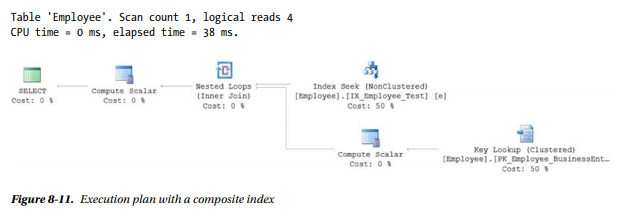 Table 'Employee'. Scan count 1, logical reads 4
CPU time = 0 ms, elapsed time = 38 ms.
SELECT
Cost: 0 %
Compute Scalar
Cost: 0 %
Nested Loops
(Inner Join)
Cost: 0 %
Index Seek (NonClustered)
[Employee].[IX_Employee_Test] [e]
Cost: 50 %
Compute Scalar
Cost: 0 %
Key Lookup (Clustered)
[Employee].[PK_Employee_BusinessEnt…
Cost: 50 %
Figure 8-11. Execution plan with a composite index